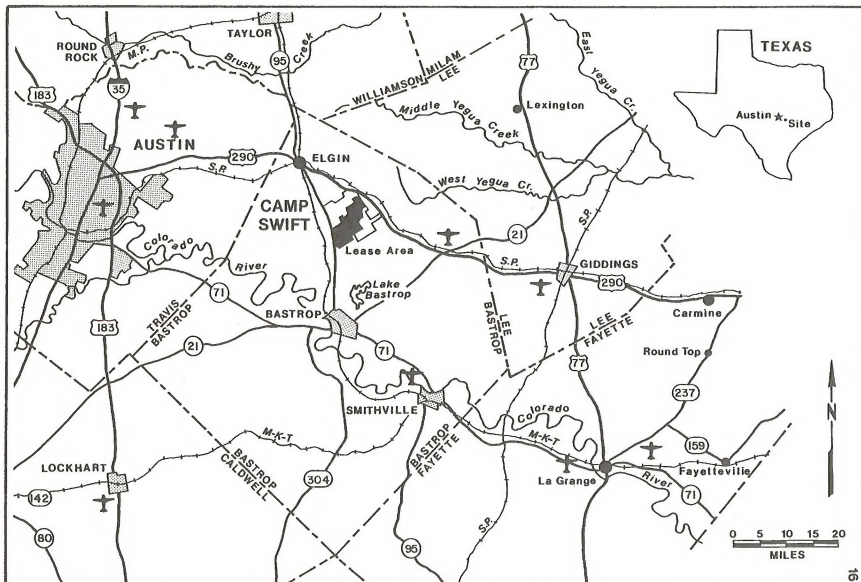 TAYLOR
ROUND
ROCK
M.P.
Brushy
Creek
95
183
35
AUSTIN
290
S.P.
ELGIN
WILLIAMSON
MILAM
LEE
Middle Yegua
Creek
East
Yegua Cr.
77
Lexington
West Yegua Cr.
TEXAS
Austin
Site
CAMP
SWIFT
Lease Area
21
S.P.
Colorado
River
71
Lake
Bastrop
BASTROP
S.P.
GIDDINGS
290
Carmine
183
TRAVIS
BASTROP
21
71
LEE
BASTROP
LEE
FAYETTE
Round Top
77
237
SMITHVILLE
Colorado
M-K-T
N
M-K-T
BASTROP
FAYETTE
159
Fayetteville
LOCKHART
BASTROP
CALDWELL
304
La Grange
River
71
142
S.P.
80
95
0 5 10 15 20
MILES
16